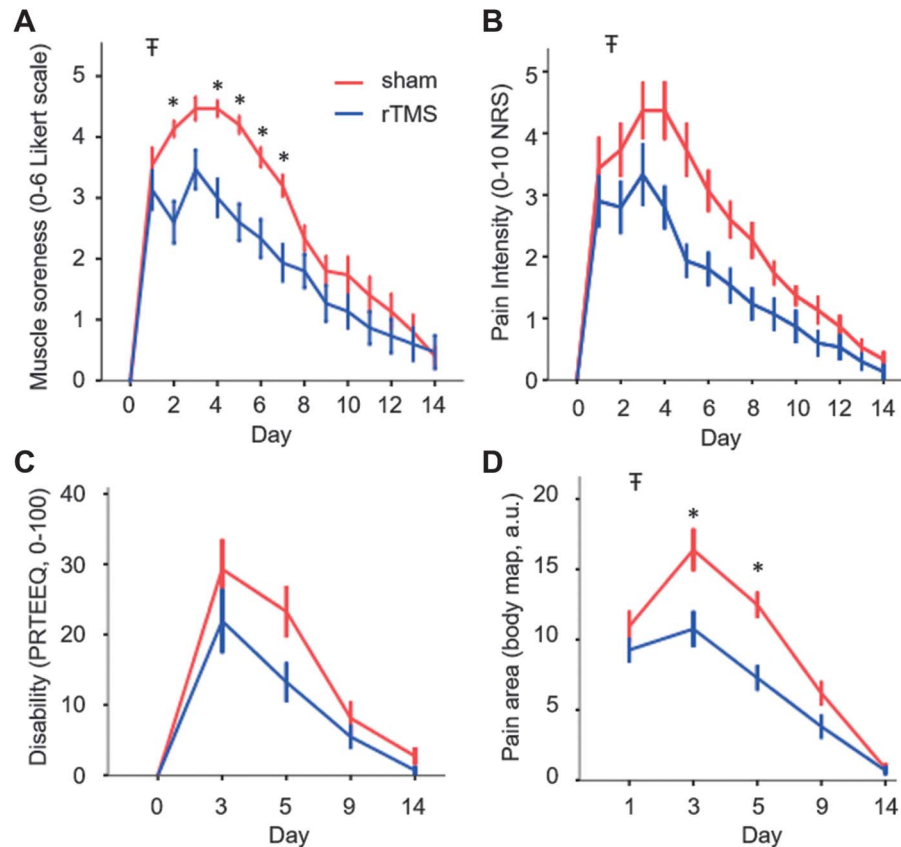 A
Ŧ
Muscle soreness (0-6 Likert scale)
5
4
3
2
1
0
* * * * *
sham
rTMS
0 2 4 6 8 10 12 14
Day
B
Ŧ
Pain Intensity (0-10 NRS)
5
4
3
2
1
0
0 2 4 6 8 10 12 14
Day
C
Disability (PRTEEQ, 0-100)
40
30
20
10
0
0 3 5 9 14
Day
D
Ŧ
Pain area (body map, a.u.)
20
15
10
5
0
* *
1 3 5 9 14
Day